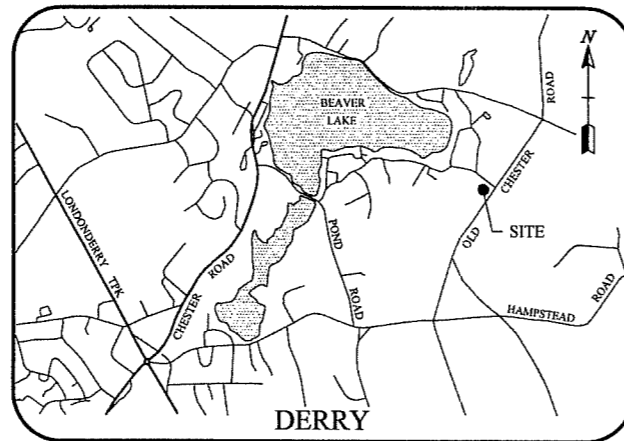 N
BEAVER
LAKE
ROAD
CHESTER
OLD
SITE
LONDONDERRY
TPK
CHESTER
ROAD
POND
ROAD
HAMPSTEAD
ROAD
DERRY